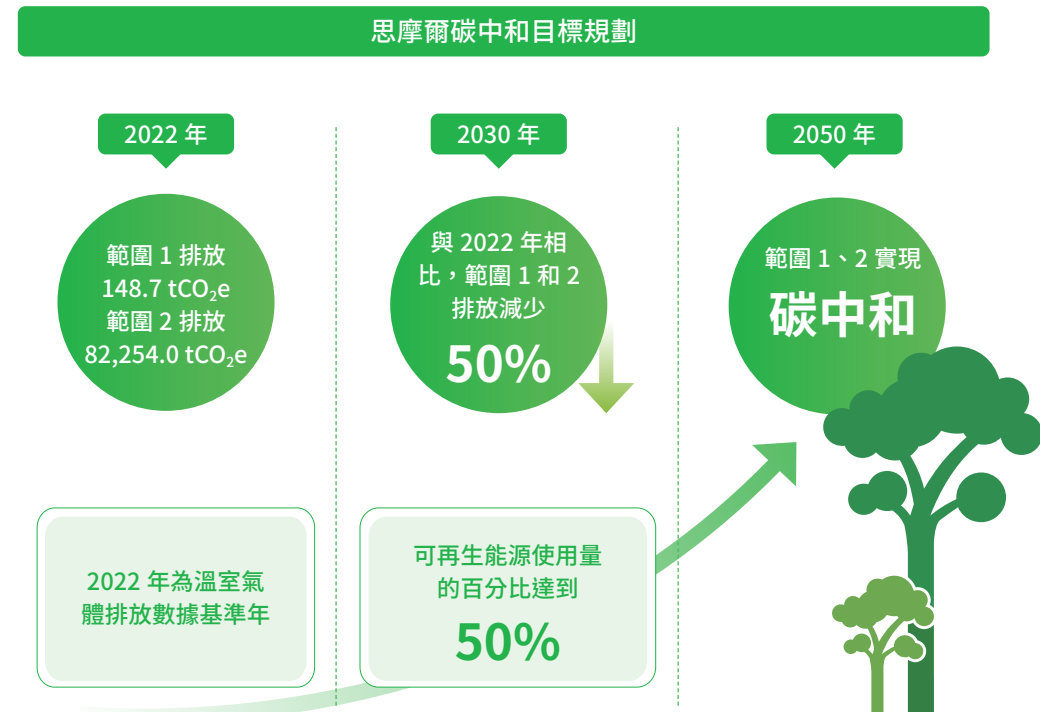 思摩爾碳中和目標規劃
2022 年
範圍 1 排放
148.7 tCO₂e
範圍 2 排放
82,254.0 tCO₂e
2022 年為溫室氣
體排放數據基準年
2030 年
與 2022 年相
比，範圍 1 和 2
排放減少
50%
可再生能源使用量
的百分比達到
50%
2050 年
範圍 1、2 實現
碳中和